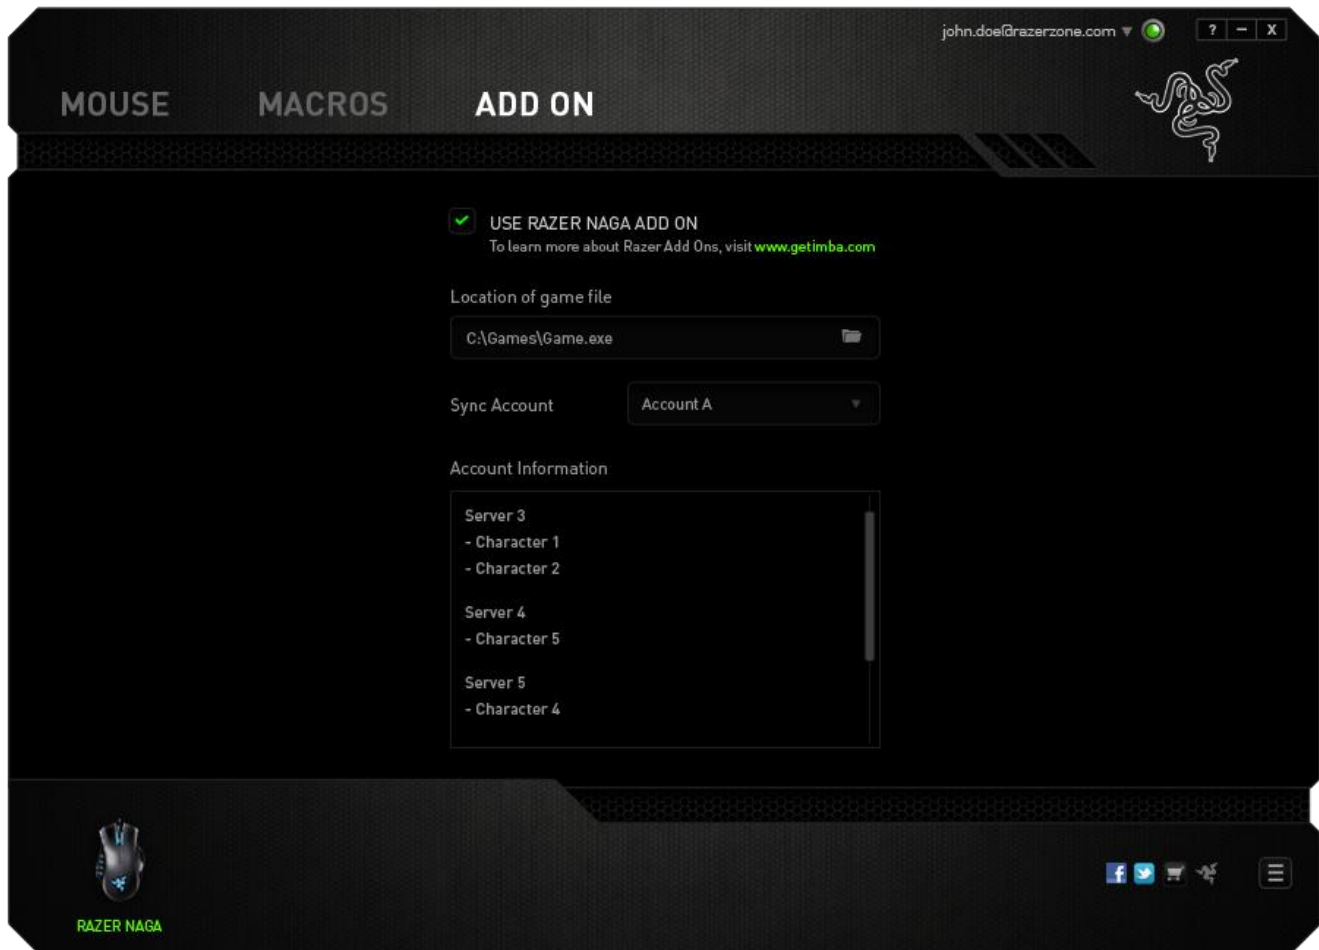 john.doe@razerzone.com
? — X
MOUSE MACROS ADD ON
USE RAZER NAGA ADD ON
To learn more about Razer Add Ons, visit www.getimba.com
Location of game file
C:\Games\Game.exe
Sync Account Account A
Account Information
Server 3
- Character 1
- Character 2
Server 4
- Character 5
Server 5
- Character 4
RAZER NAGA